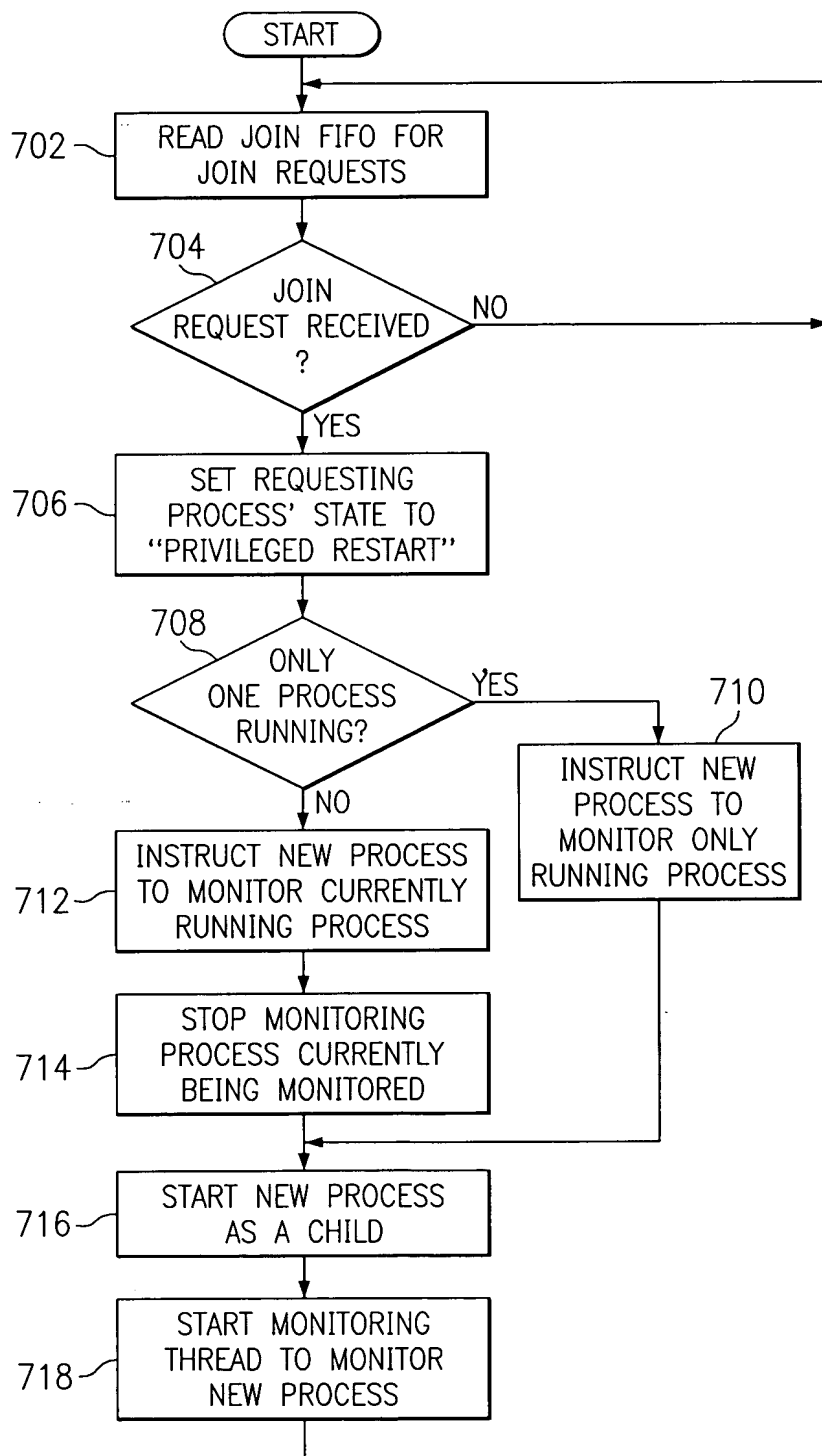 START
702
READ JOIN FIFO FOR
JOIN REQUESTS
704
JOIN
REQUEST RECEIVED
?
NO
YES
706
SET REQUESTING
PROCESS' STATE TO
“PRIVILEGED RESTART”
708
ONLY
ONE PROCESS
RUNNING?
YES
NO
710
INSTRUCT NEW
PROCESS TO
MONITOR ONLY
RUNNING PROCESS
712
INSTRUCT NEW PROCESS
TO MONITOR CURRENTLY
RUNNING PROCESS
714
STOP MONITORING
PROCESS CURRENTLY
BEING MONITORED
716
START NEW PROCESS
AS A CHILD
718
START MONITORING
THREAD TO MONITOR
NEW PROCESS